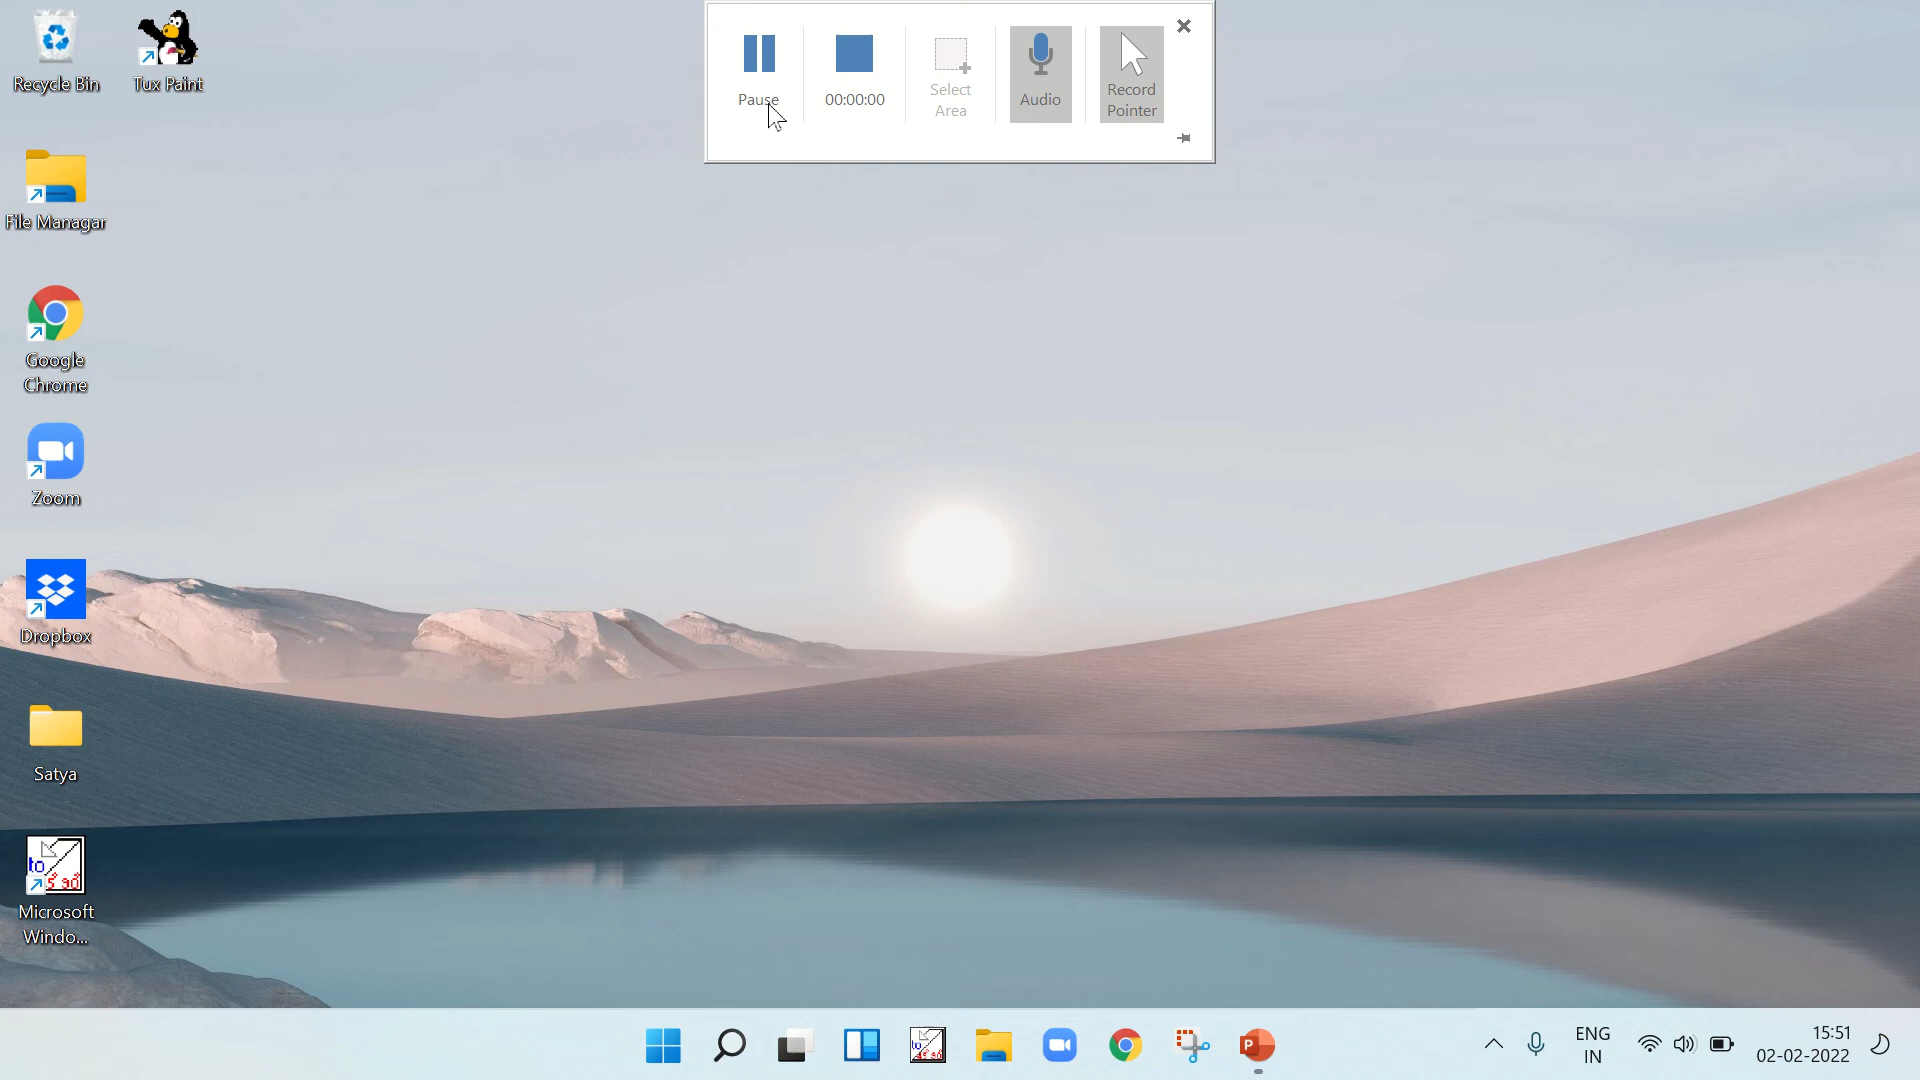 Recycle Bin
Tux Paint
File Managar
Google
Chrome
Zoom
Dropbox
Satya
Microsoft
Windo...
Pause
00:00:00
Select
Area
Audio
Record
Pointer
ENG
IN
15:51
02-02-2022